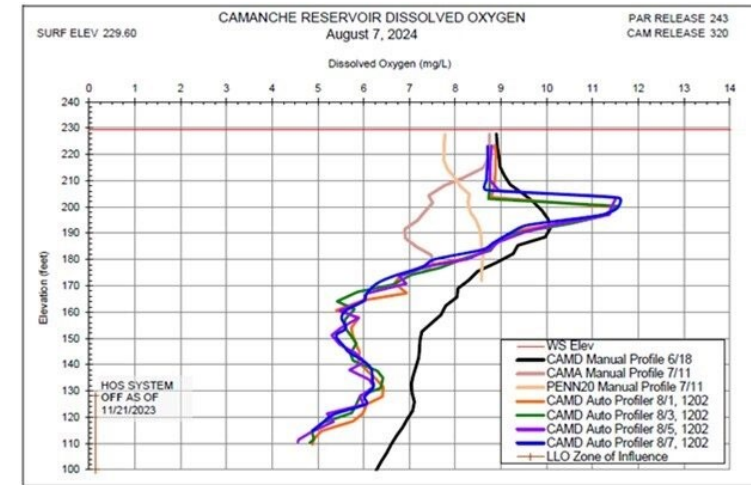 CAMANCHE RESERVOIR DISSOLVED OXYGEN
August 7, 2024
SURF ELEV 229.60
PAR RELEASE 243
CAM RELEASE 320
Dissolved Oxygen (mg/L)
0 1 2 3 4 5 6 7 8 9 10 11 12 13 14
240
230
220
210
200
190
180
170
160
150
140
130
120
110
100
Elevation (feet)
HOS SYSTEM
OFF AS OF
11/21/2023
WS Elev
CAMD Manual Profile 6/18
CAMA Manual Profile 7/11
PENN20 Manual Profile 7/11
CAMD Auto Profiler 8/1, 1202
CAMD Auto Profiler 8/3, 1202
CAMD Auto Profiler 8/5, 1202
CAMD Auto Profiler 8/7, 1202
LLO Zone of Influence